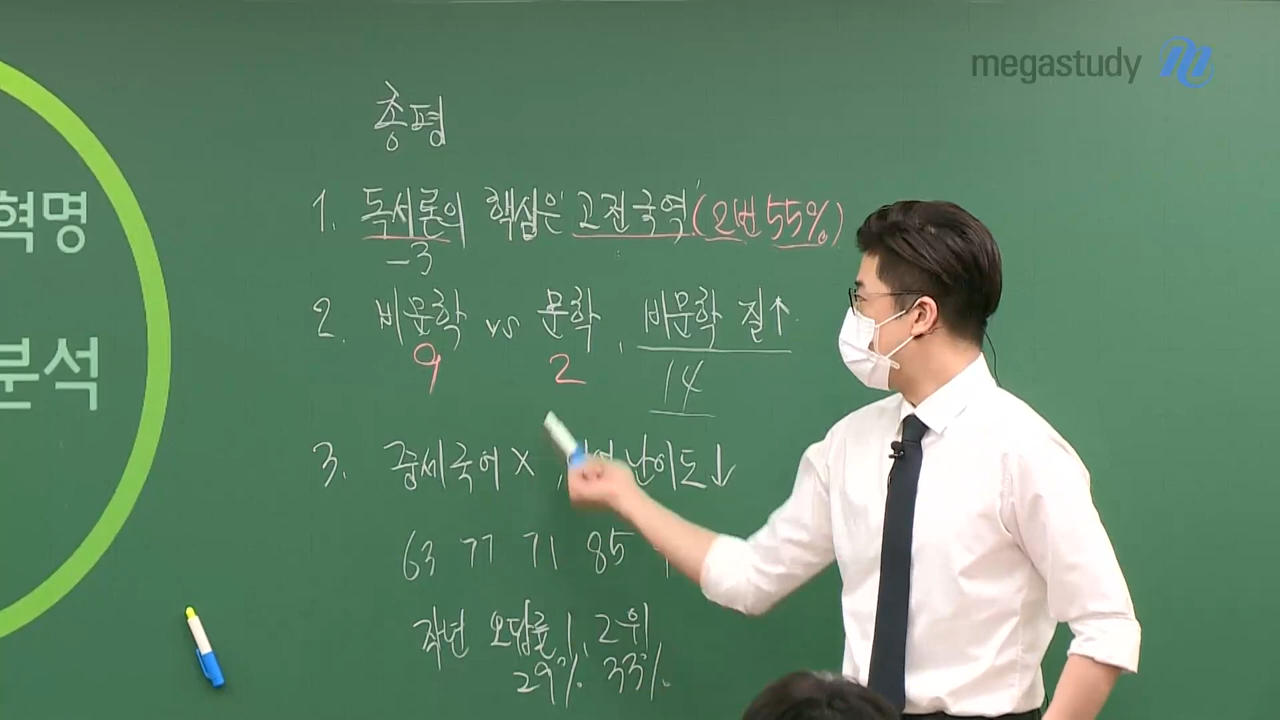 megastudy
혁명
분석
총평
1. 독서론의 핵심은 '고전국역' (2번 55%)
-3
2. 비문학 vs 문학, 비문학 질↑
9 2 14
3. 중세국어 X, 난이도↓
63 77 71 85
작년 오답률 1, 2위
29% 33%